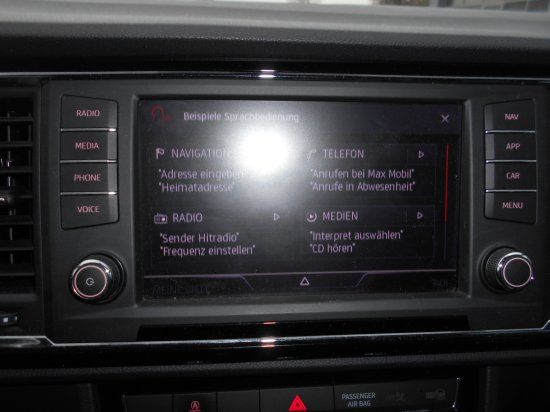 RADIO
MEDIA
PHONE
VOICE
Beispiele Sprachbedienung
NAVIGATION
"Adresse eingeben"
"Heimatadresse"
TELEFON
"Anrufen bei Max Mobil"
"Anrufe in Abwesenheit"
RADIO
"Sender Hitradio"
"Frequenz einstellen"
MEDIEN
"Interpret auswählen"
"CD hören"
NAV
APP
CAR
MENU
PASSENGER
AIR BAG